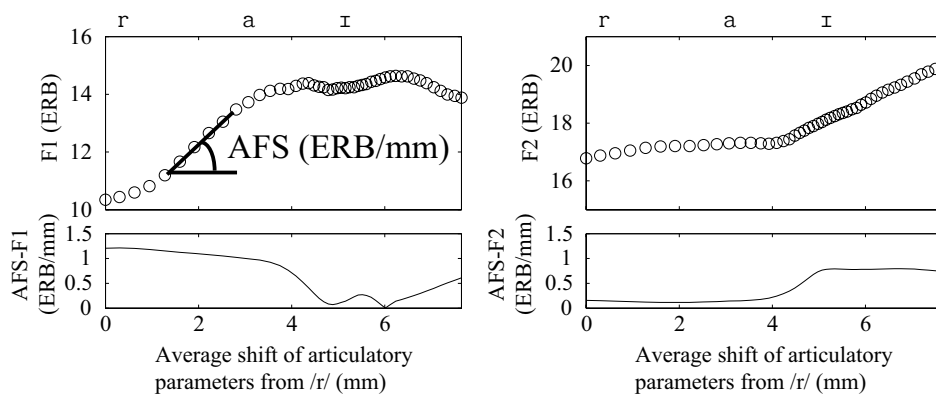 r a ɪ
16
14
12
10
F1 (ERB)
AFS (ERB/mm)
1.5
1
0.5
0
AFS-F1
(ERB/mm)
0 2 4 6
Average shift of articulatory
parameters from /r/ (mm)
r a ɪ
20
18
16
F2 (ERB)
1.5
1
0.5
0
AFS-F2
(ERB/mm)
0 2 4 6
Average shift of articulatory
parameters from /r/ (mm)